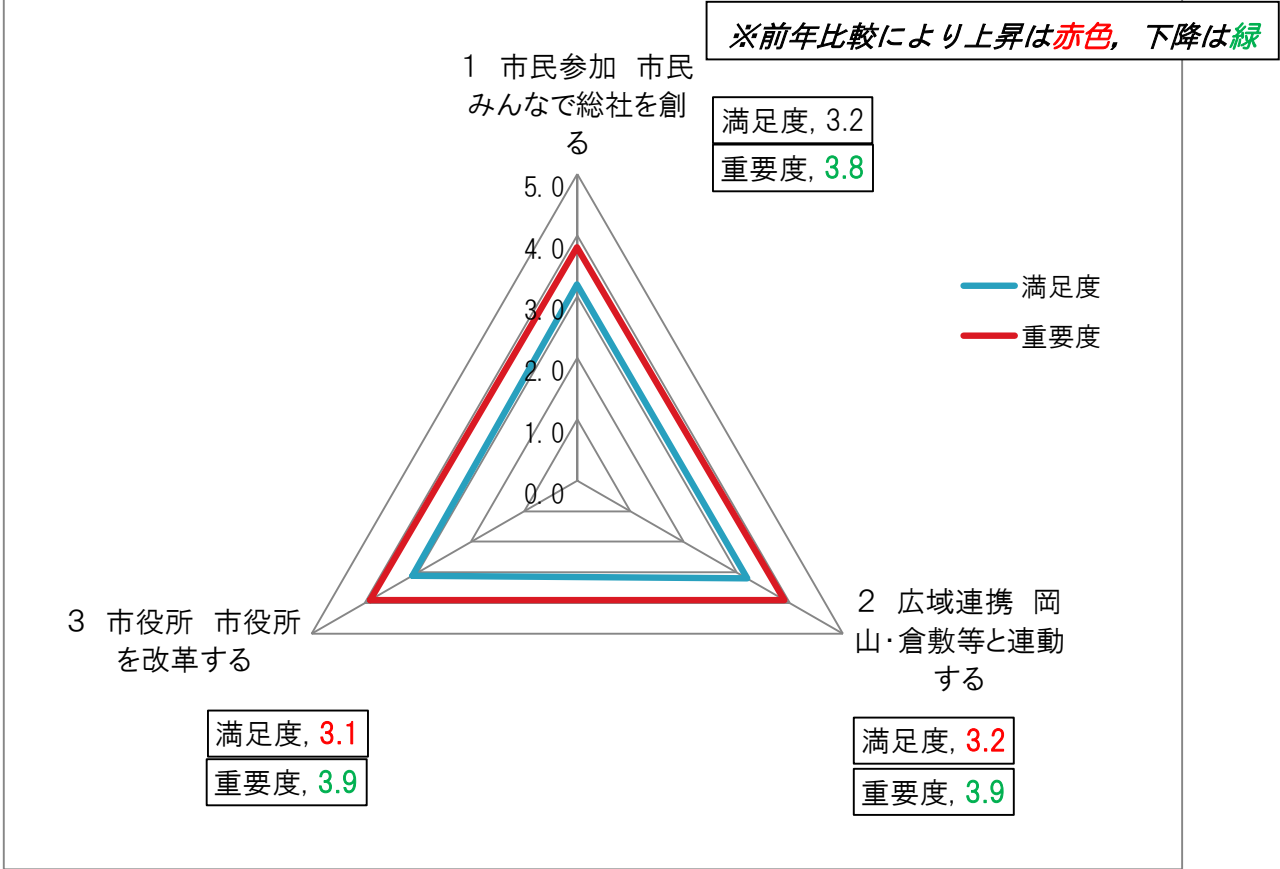 ※前年比較により上昇は赤色，下降は緑
1　市民参加　市民
みんなで総社を創
る
満足度, 3.2
重要度, 3.8
5.0
4.0
3.0
2.0
1.0
0.0
満足度
重要度
2　広域連携　岡
山・倉敷等と連動
する
満足度, 3.2
重要度, 3.9
3　市役所　市役所
を改革する
満足度, 3.1
重要度, 3.9